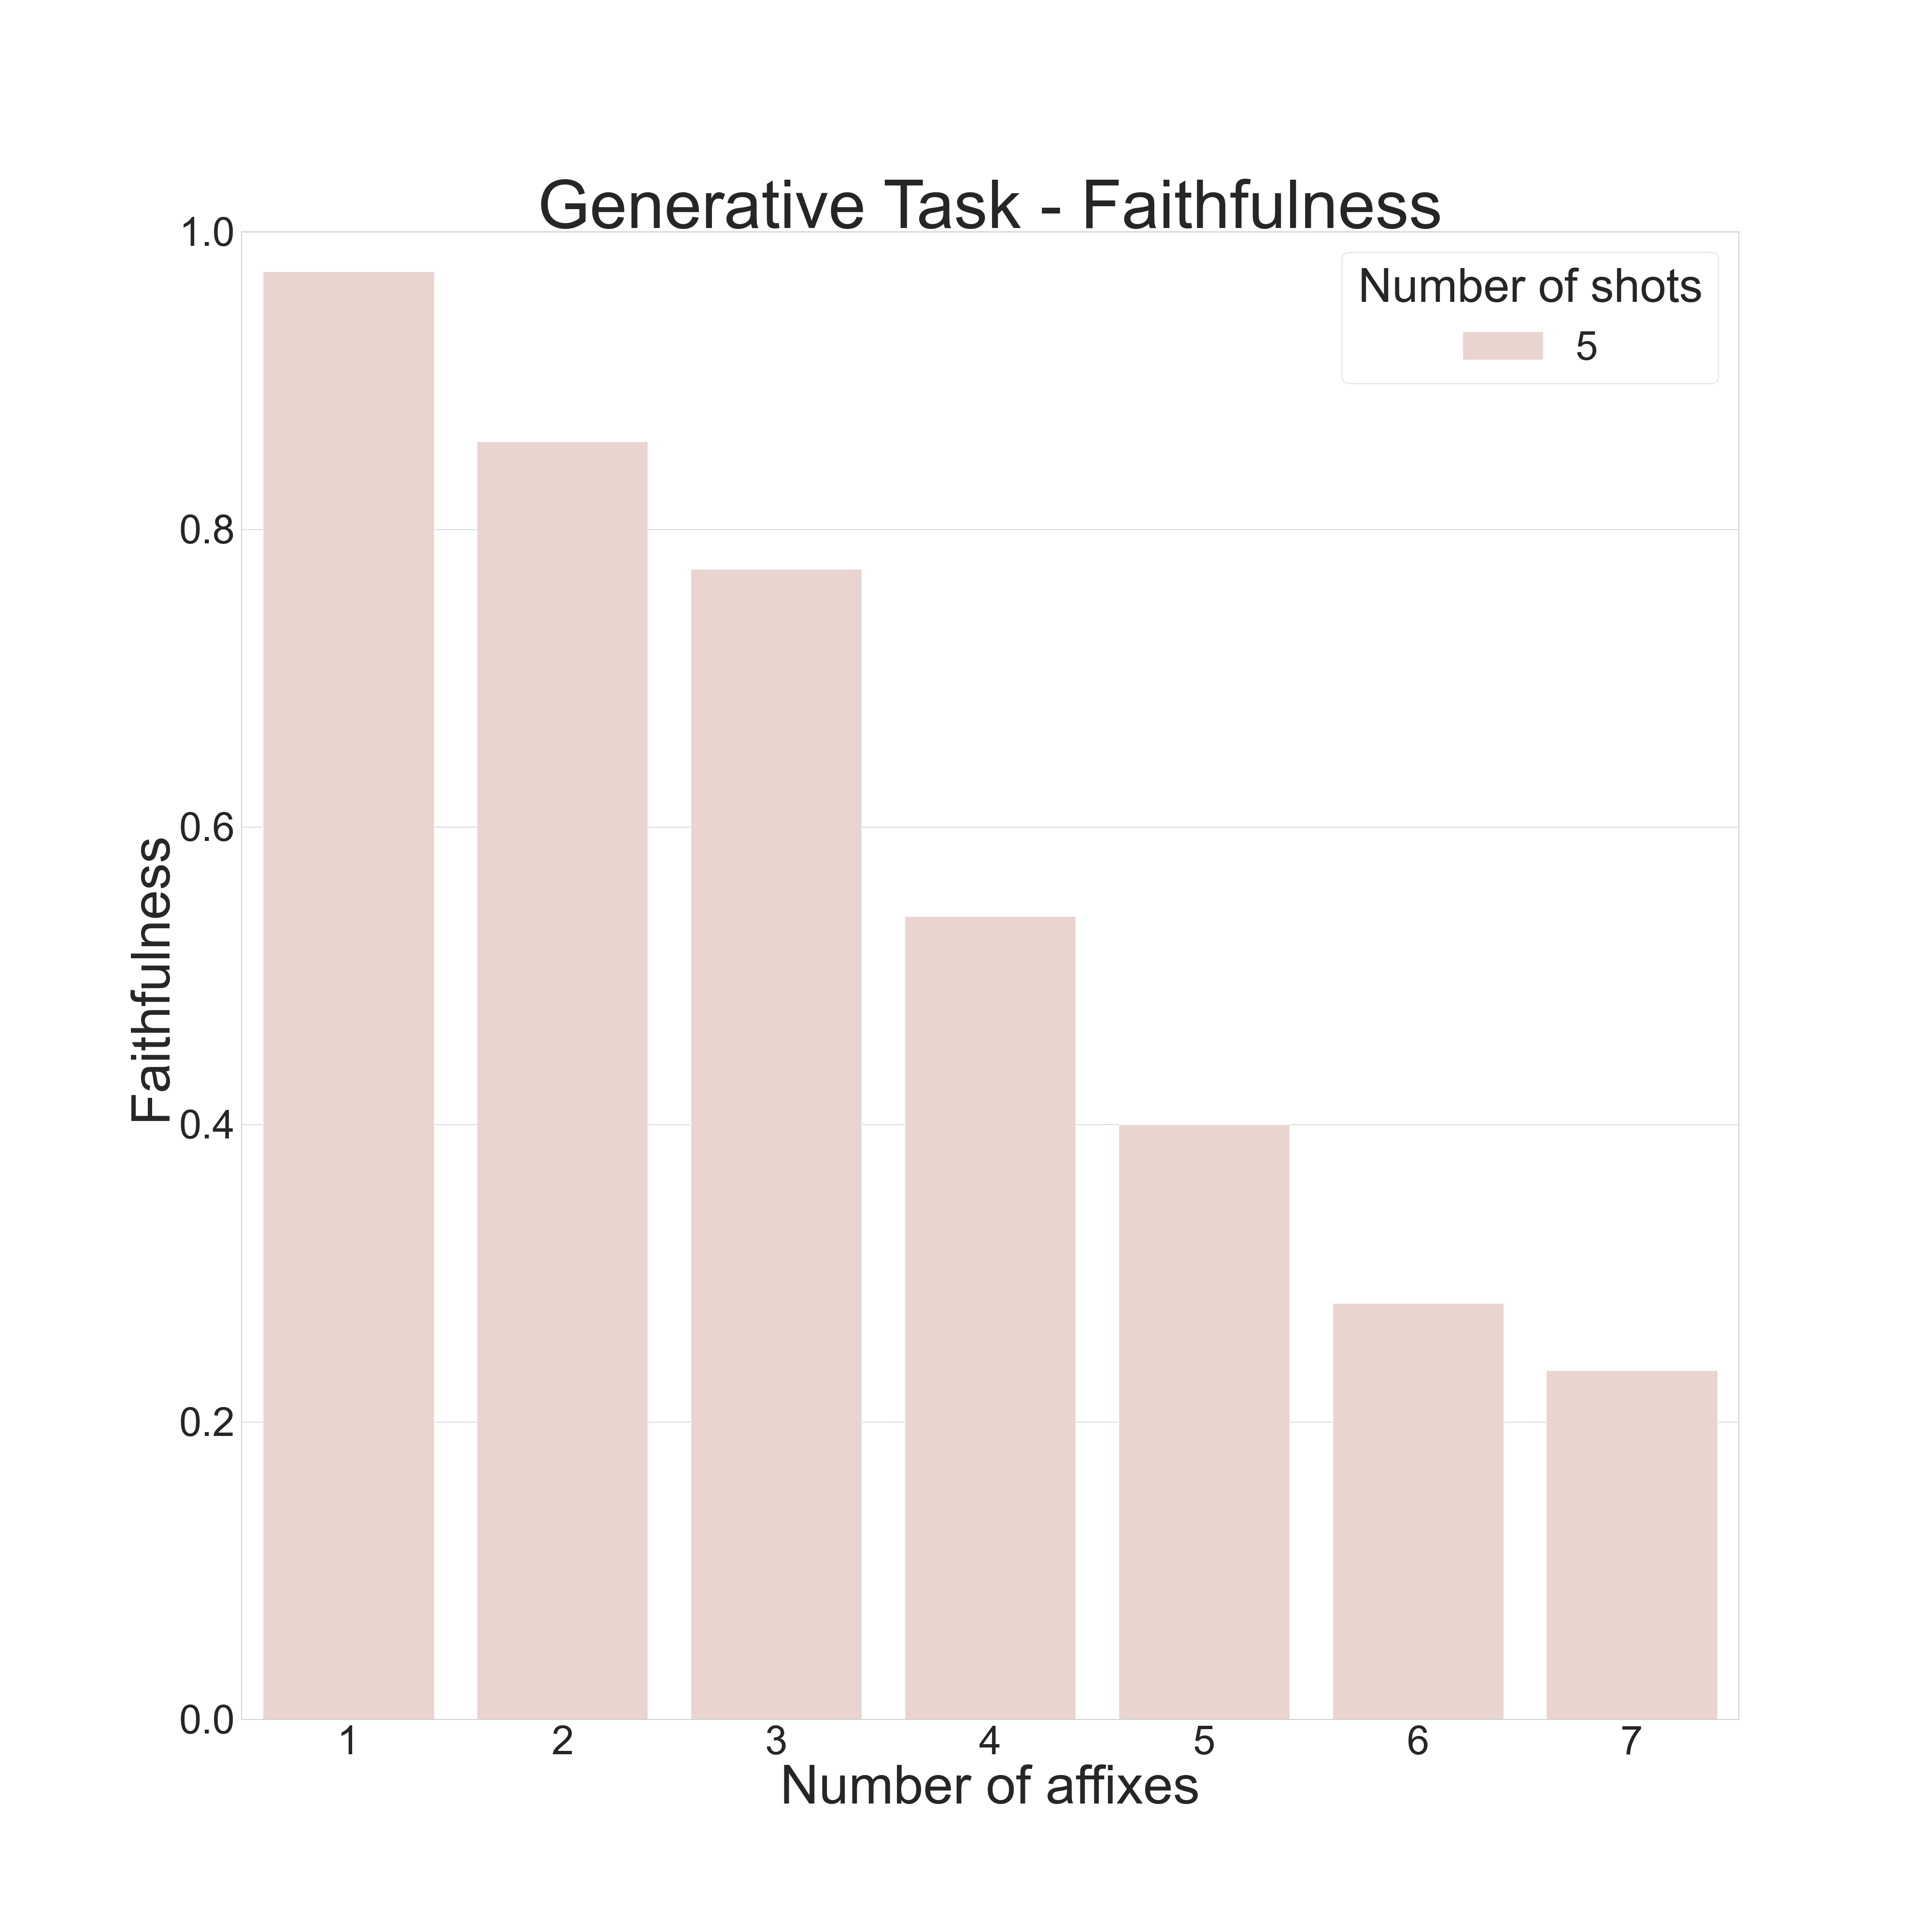 Generative Task - Faithfulness
Number of shots
5
1.0
0.8
0.6
0.4
0.2
0.0
Faithfulness
1 2 3 4 5 6 7
Number of affixes